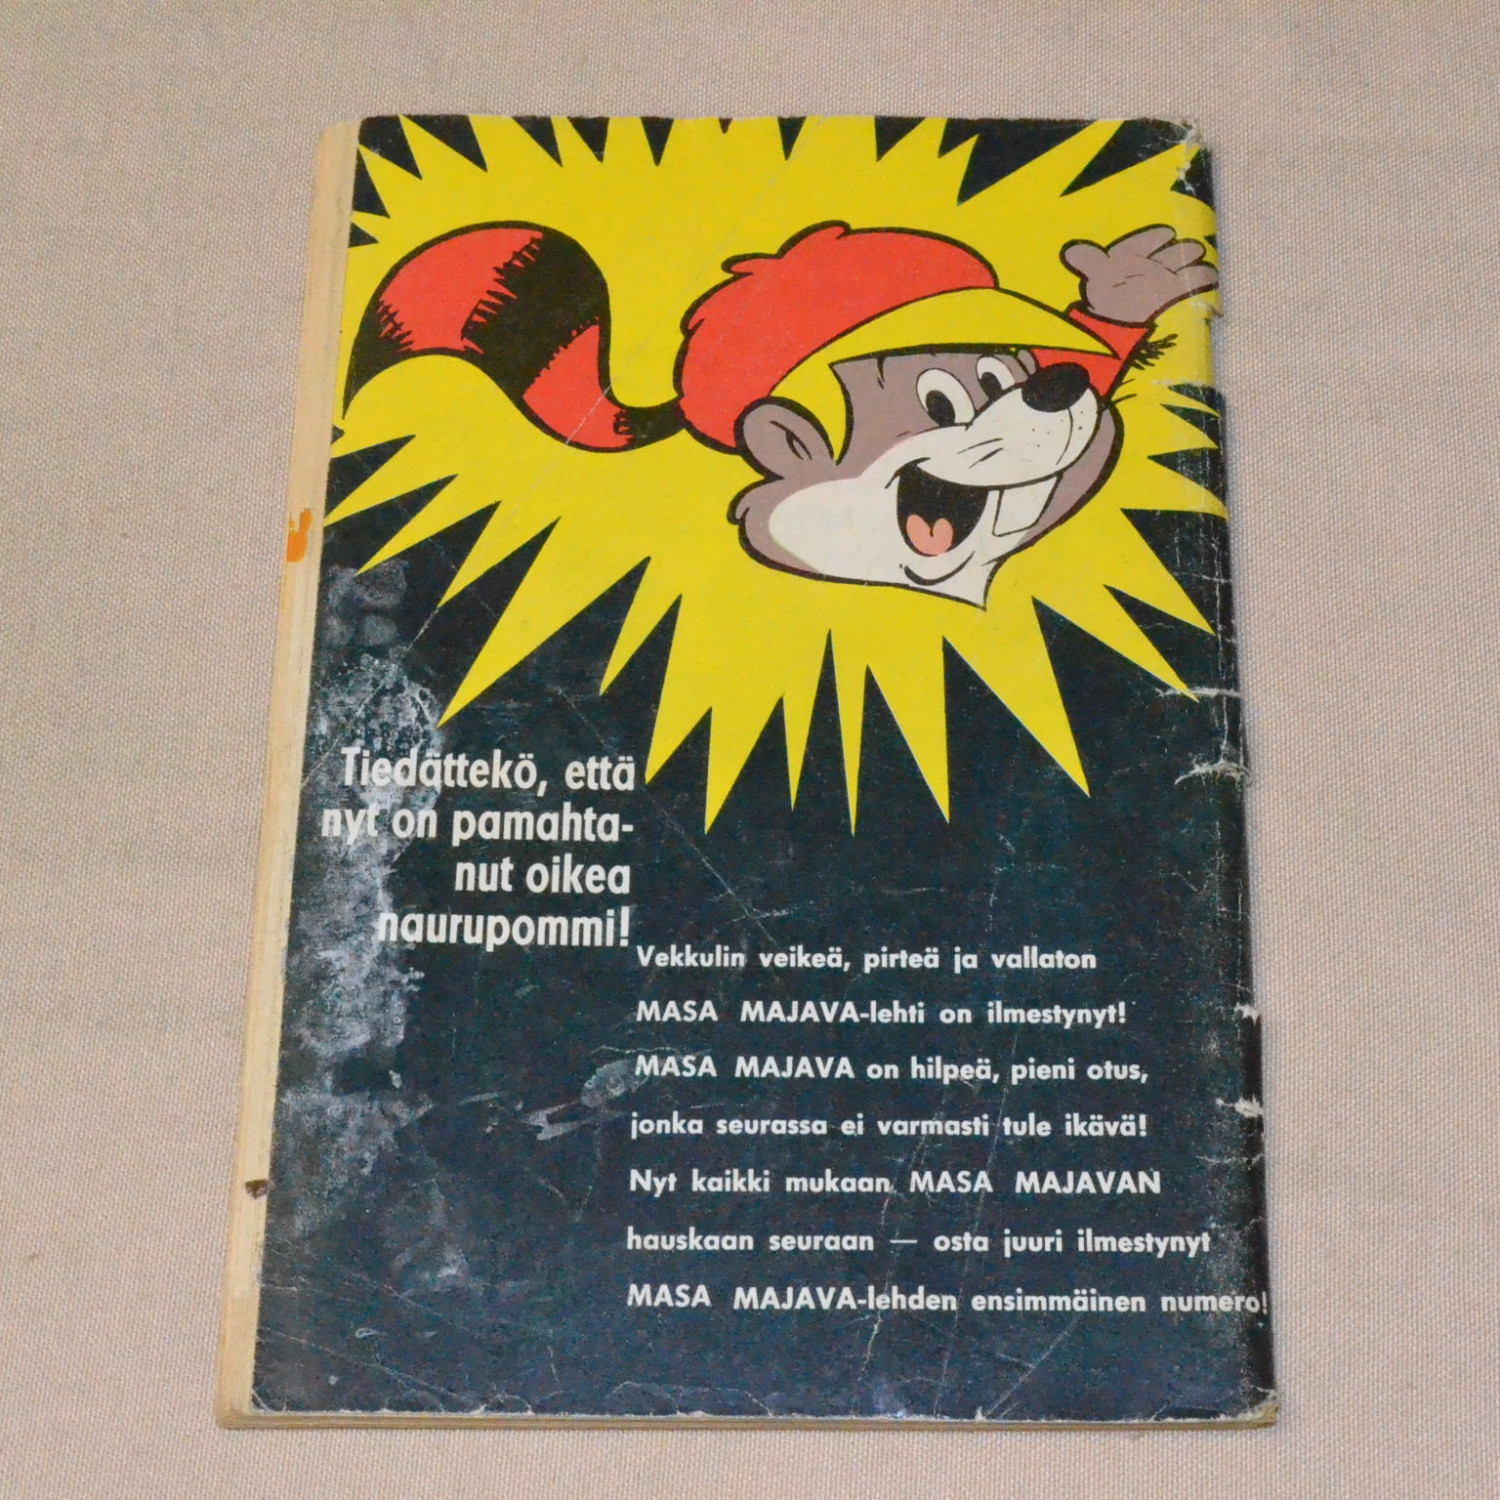 Tiedättekö, että
nyt on pamahta-
nut oikea
naurupommi!
Vekkulin veikeä, pirteä ja vallaton
MASA MAJAVA-lehti on ilmestynyt!
MASA MAJAVA on hilpeä, pieni otus,
jonka seurassa ei varmasti tule ikävä!
Nyt kaikki mukaan MASA MAJAVAN
hauskaan seuraan — osta juuri ilmestynyt
MASA MAJAVA-lehden ensimmäinen numero!